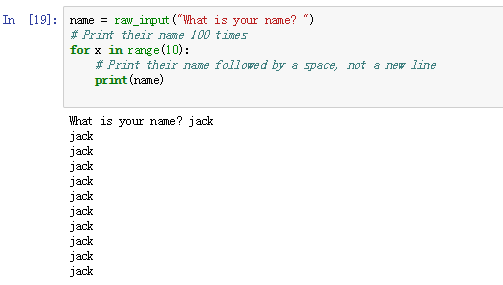 In [19]: name = raw_input("What is your name? ")
# Print their name 100 times
for x in range(10):
    # Print their name followed by a space, not a new line
    print(name)
What is your name? jack
jack
jack
jack
jack
jack
jack
jack
jack
jack
jack